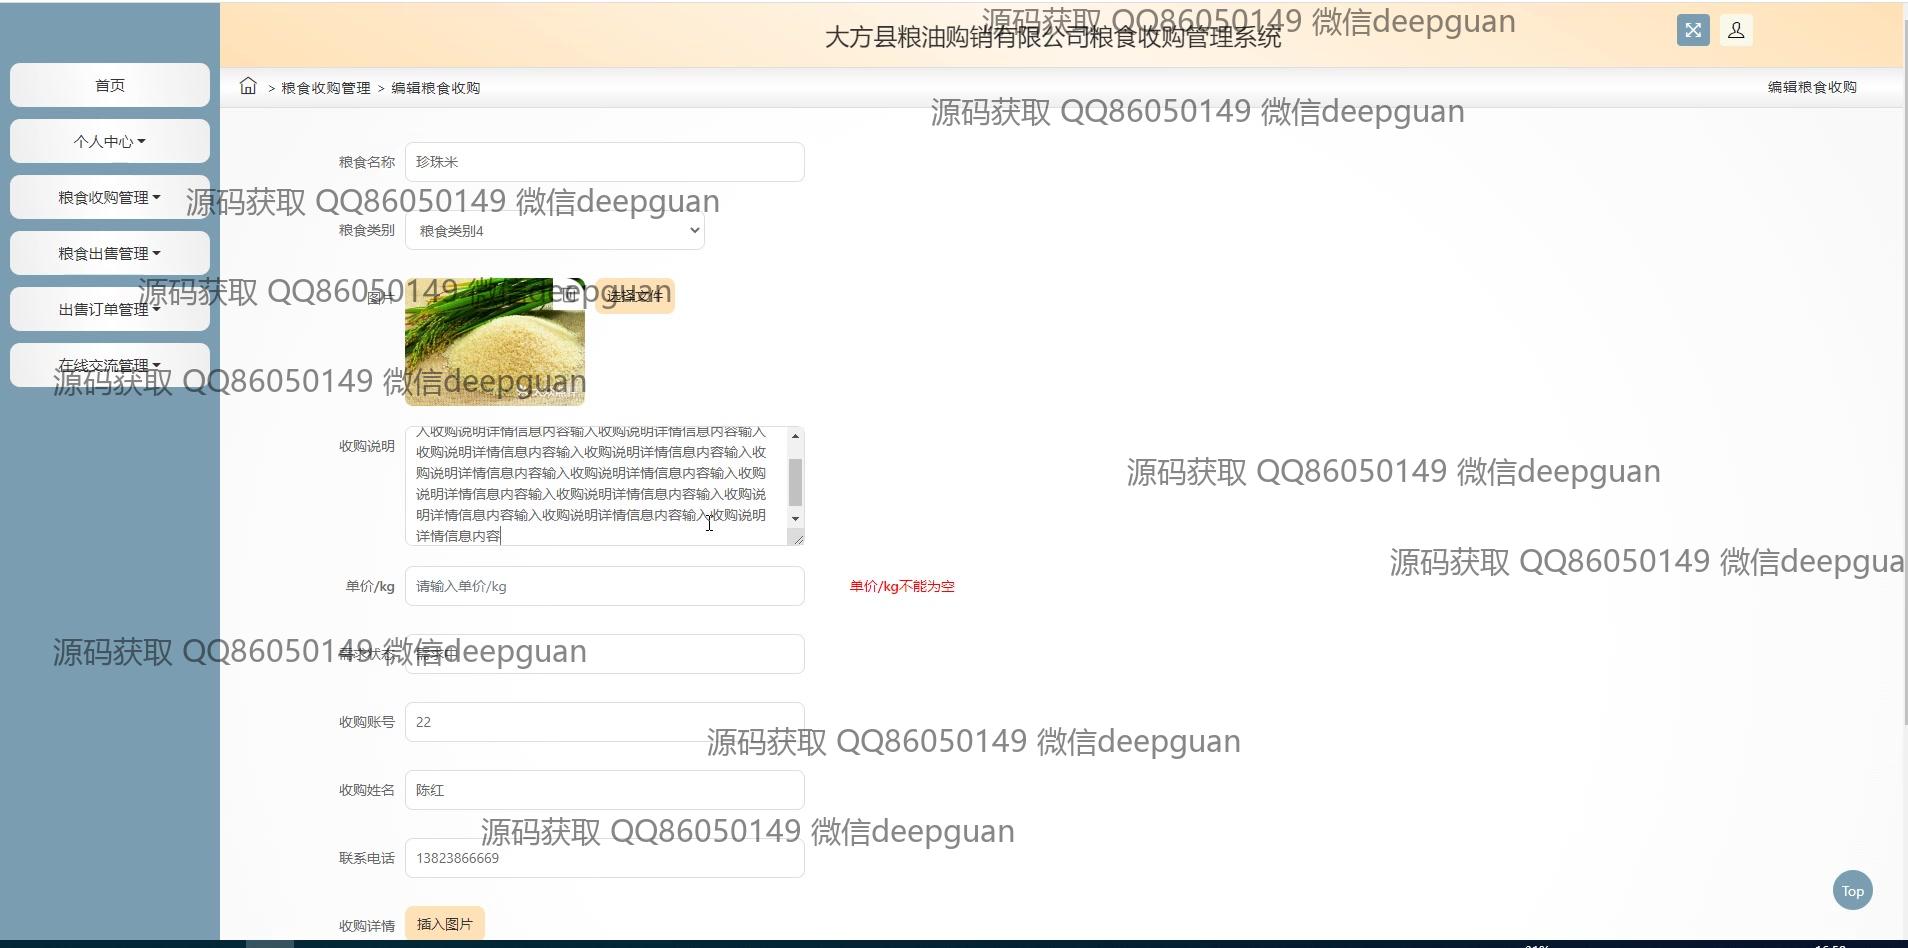 大方县粮油购销有限公司粮食收购管理系统
源码获取 QQ86050149 微信deepguan
首页
> 粮食收购管理 > 编辑粮食收购
编辑粮食收购
源码获取 QQ86050149 微信deepguan
个人中心
粮食名称
珍珠米
粮食收购管理
源码获取 QQ86050149 微信deepguan
粮食类别
粮食类别4
粮食出售管理
源码获取 QQ86050149 微信deepguan
图片
选择文件
出售订单管理
在线交流管理
源码获取 QQ86050149 微信deepguan
收购说明
入收购说明详情信息内容输入收购说明详情信息内容输入
收购说明详情信息内容输入收购说明详情信息内容输入收
购说明详情信息内容输入收购说明详情信息内容输入收购
说明详情信息内容输入收购说明详情信息内容输入收购说
明详情信息内容输入收购说明详情信息内容输入收购说明
详情信息内容
源码获取 QQ86050149 微信deepguan
源码获取 QQ86050149 微信deepgua
单价/kg
请输入单价/kg
单价/kg不能为空
源码获取 QQ86050149 微信deepguan
需求状态
需求中
收购账号
22
源码获取 QQ86050149 微信deepguan
收购姓名
陈红
源码获取 QQ86050149 微信deepguan
联系电话
13823866669
Top
收购详情
插入图片